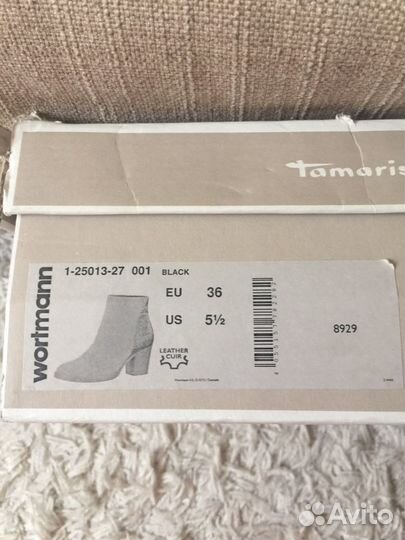 Tamaris
wortmann
1-25013-27 001 BLACK
EU 36
US 5½
LEATHER
CUIR
8929
Avito